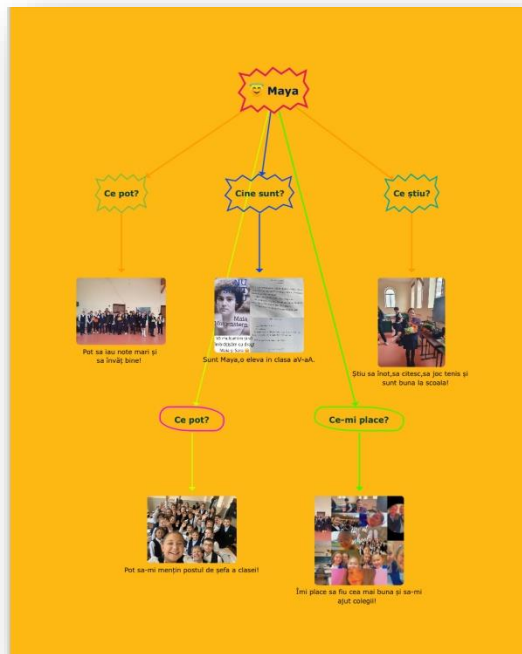 Maya
Ce pot?
Cine sunt?
Ce știu?
Pot sa iau note mari și
sa învăț bine!
Sunt Maya,o eleva in clasa aV-aA.
Știu sa înot,sa citesc,sa joc tenis și
sunt buna la școala!
Ce pot?
Ce-mi place?
Pot sa-mi mențin postul de șefa a clasei!
Îmi place sa fiu cea mai buna și sa-mi
ajut colegii!